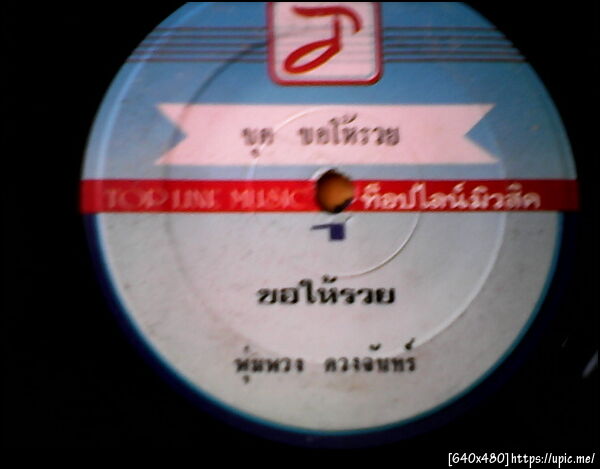 ชุด ขอให้รวย
TOP LINE MUSIC ท็อปไลน์มิวสิค
ขอให้รวย
พุ่มพวง ดวงจันทร์
[640x480]https://upic.me/